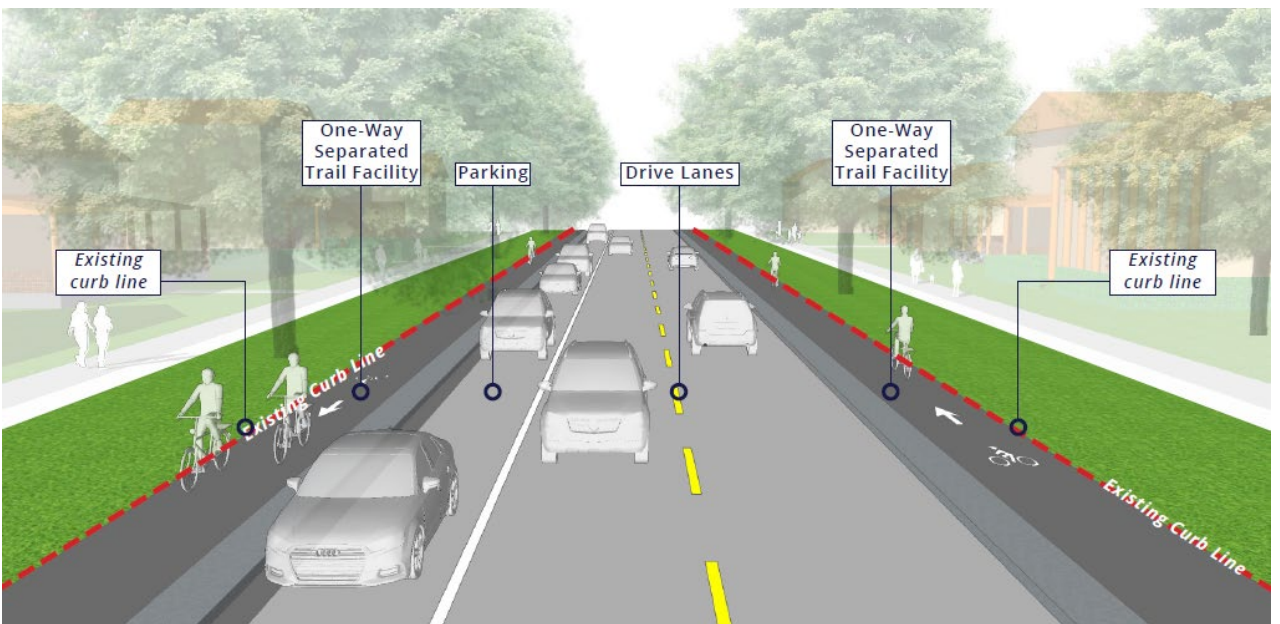 One-Way
Separated
Trail Facility
Parking
Drive Lanes
One-Way
Separated
Trail Facility
Existing
curb line
Existing
curb line
Existing Curb Line
Existing Curb Line